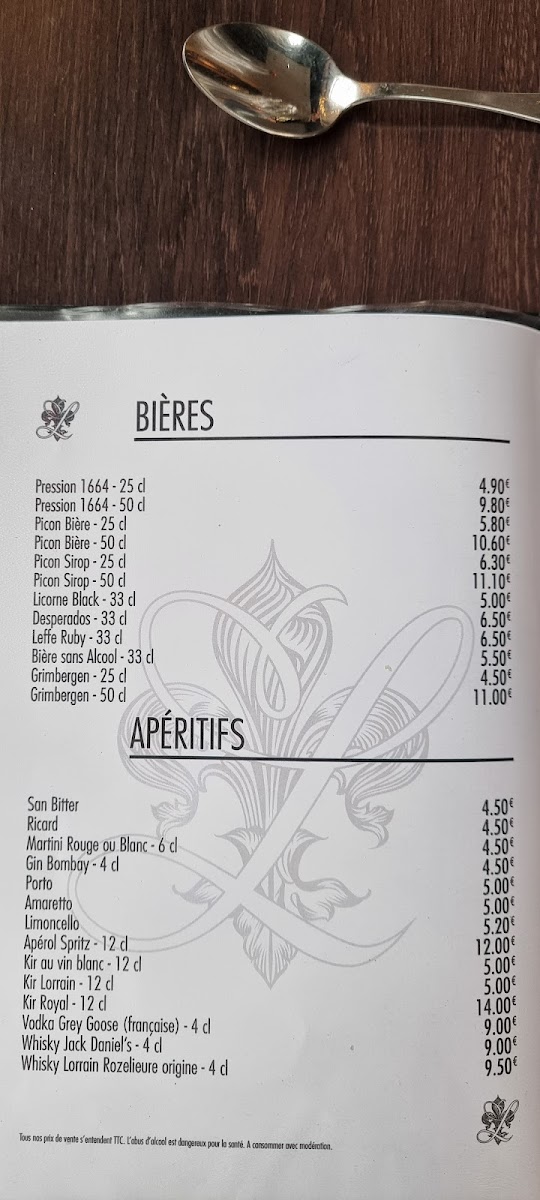 BIÈRES
Pression 1664 - 25 cl 4.90€
Pression 1664 - 50 cl 9.80€
Picon Bière - 25 cl 5.80€
Picon Bière - 50 cl 10.60€
Picon Sirop - 25 cl 6.30€
Picon Sirop - 50 cl 11.10€
Licorne Black - 33 cl 5.00€
Desperados - 33 cl 6.50€
Leffe Ruby - 33 cl 6.50€
Bière sans Alcool - 33 cl 5.50€
Grimbergen - 25 cl 4.50€
Grimbergen - 50 cl 11.00€
APÉRITIFS
San Bitter 4.50€
Ricard 4.50€
Martini Rouge ou Blanc - 6 cl 4.50€
Gin Bombay - 4 cl 4.50€
Porto 5.00€
Amaretto 5.00€
Limoncello 5.20€
Apérol Spritz - 12 cl 12.00€
Kir au vin blanc - 12 cl 5.00€
Kir Lorrain - 12 cl 5.00€
Kir Royal - 12 cl 14.00€
Vodka Grey Goose (française) - 4 cl 9.00€
Whisky Jack Daniel's - 4 cl 9.00€
Whisky Lorrain Rozelieure origine - 4 cl 9.50€
Tous nos prix de vente s'entendent TTC. L'abus d'alcool est dangereux pour la santé. A consommer avec modération.